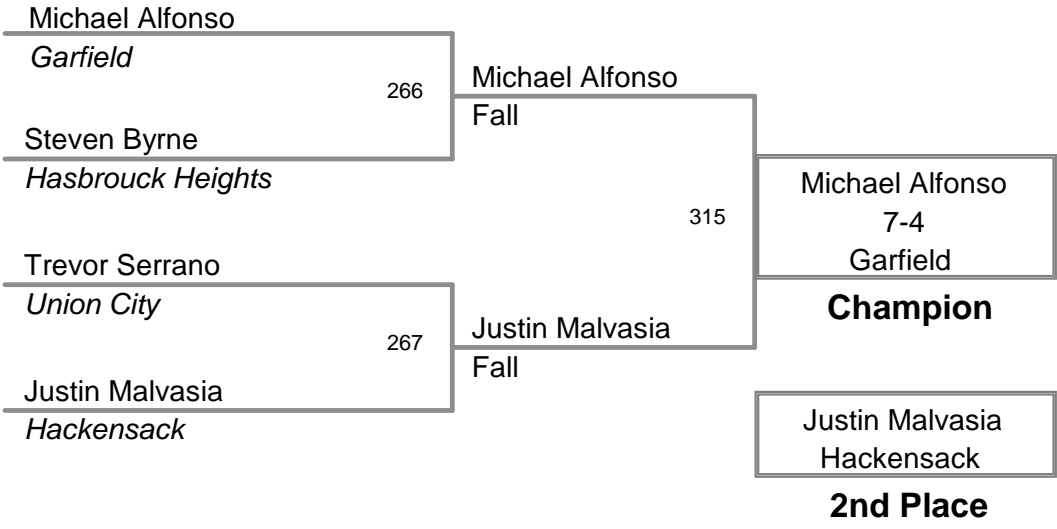 Michael Alfonso
Garfield
266
Steven Byrne
Hasbrouck Heights
Trevor Serrano
Union City
267
Justin Malvasia
Hackensack
Michael Alfonso
Fall
315
Justin Malvasia
Fall
Michael Alfonso
7-4
Garfield
Champion
Justin Malvasia
Hackensack
2nd Place